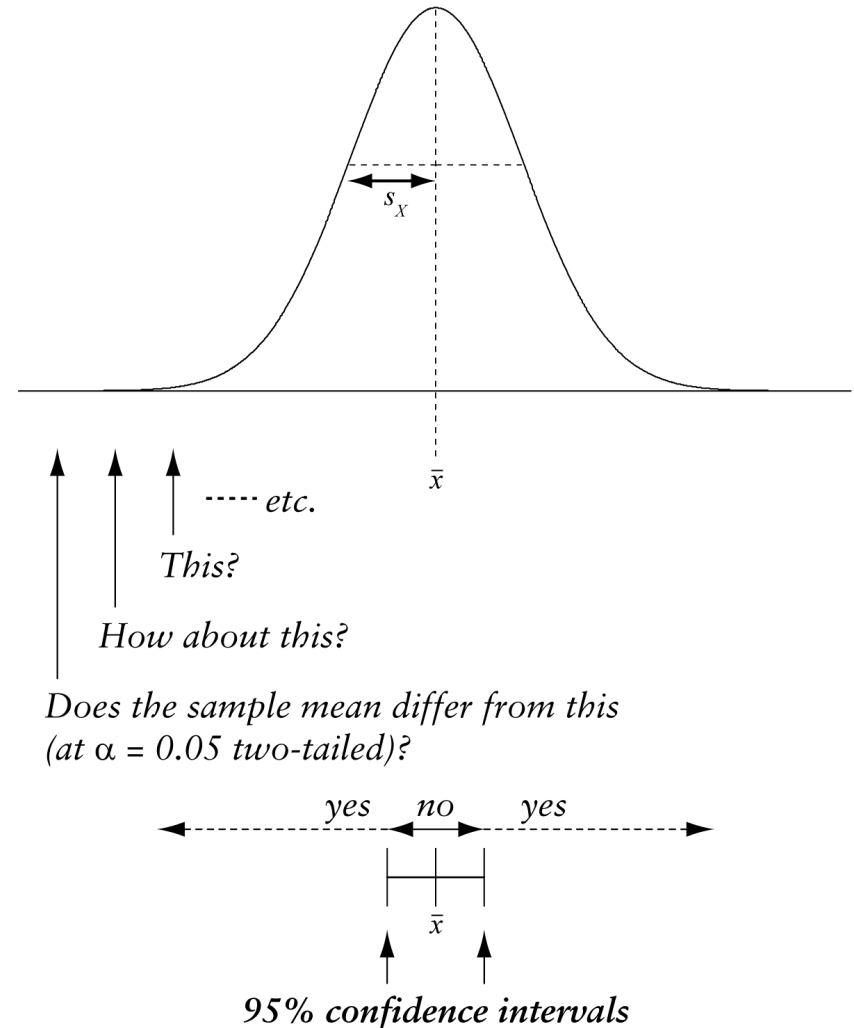 s_X
x̄
----- etc.
This?
How about this?
Does the sample mean differ from this
(at α = 0.05 two-tailed)?
yes no yes
x̄
95% confidence intervals